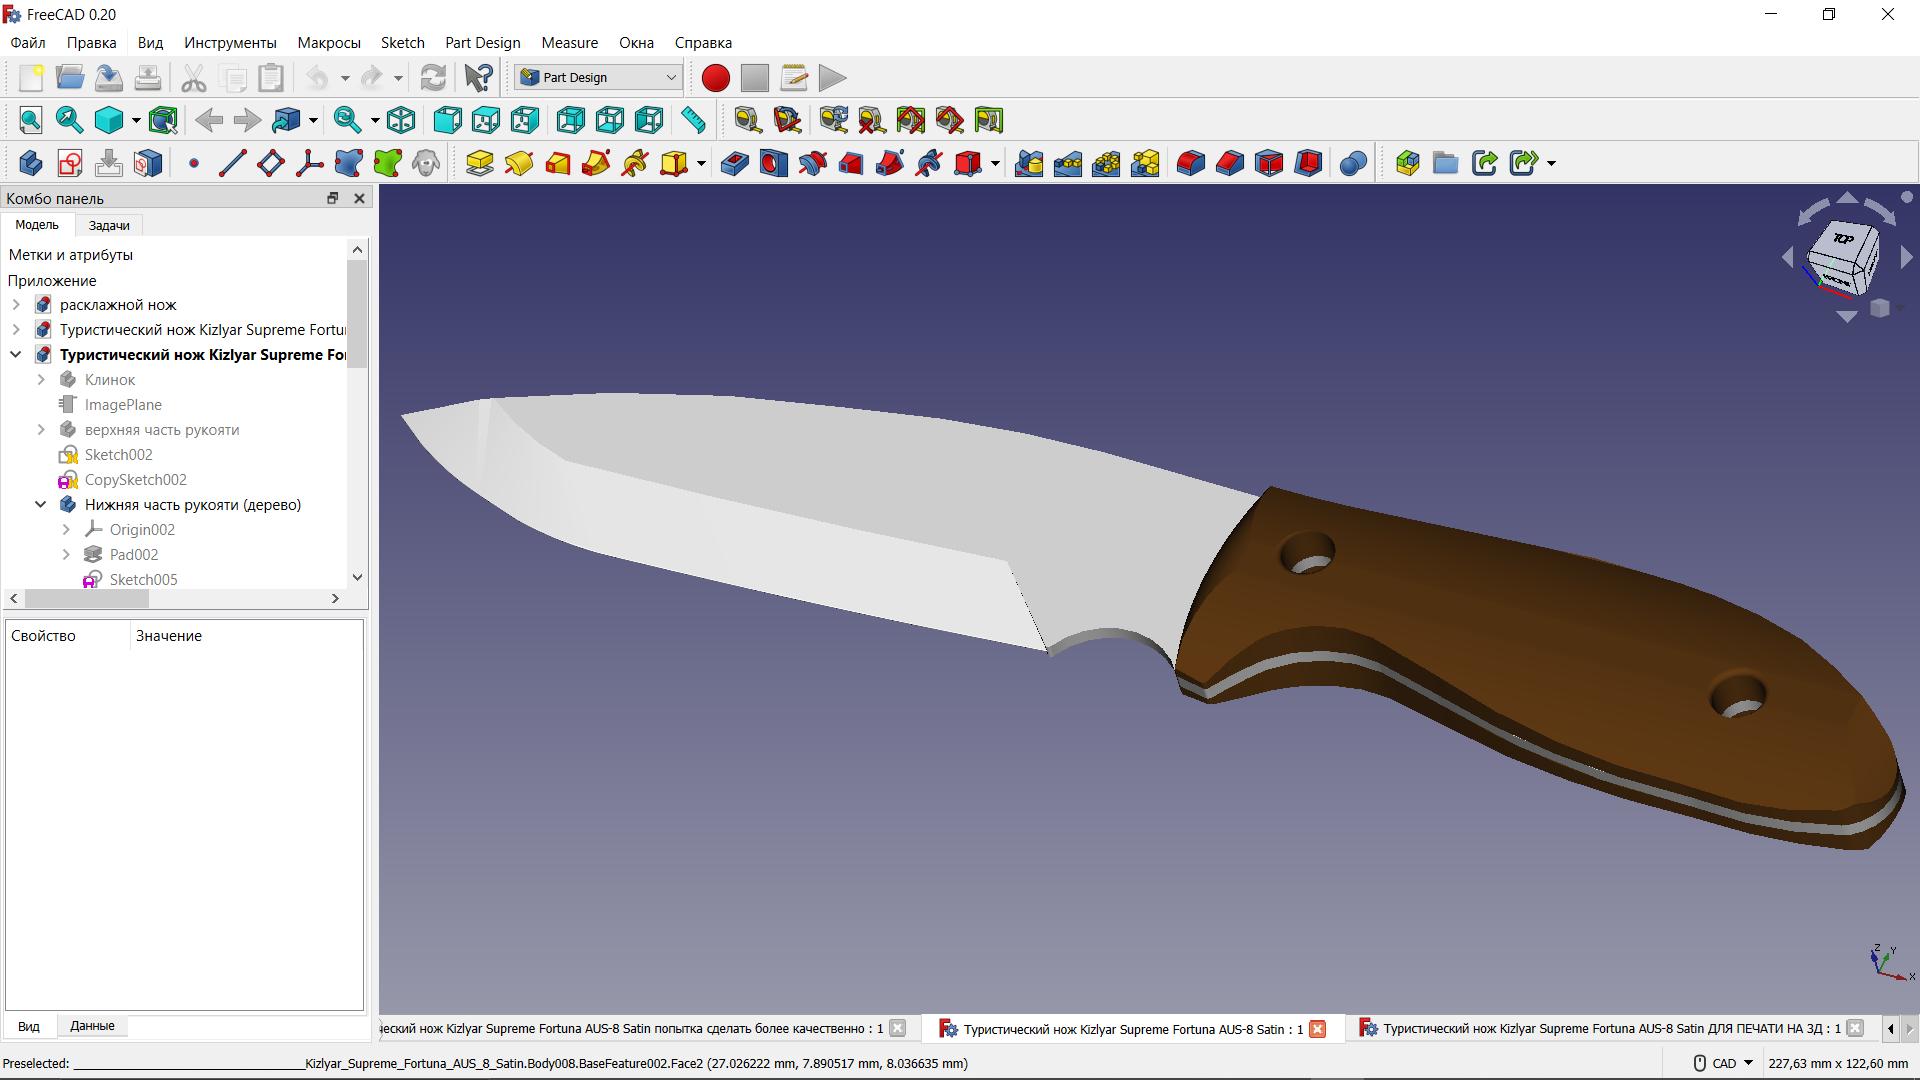 FreeCAD 0.20
Файл Правка Вид Инструменты Макросы Sketch Part Design Measure Окна Справка
Part Design
Комбо панель
Модель Задачи
Метки и атрибуты
Приложение
расклажной нож
Туристический нож Kizlyar Supreme Fortu
Туристический нож Kizlyar Supreme Fo
Клинок
ImagePlane
верхняя часть рукояти
Sketch002
CopySketch002
Нижняя часть рукояти (дерево)
Origin002
Pad002
Sketch005
Свойство Значение
Вид Данные
TOP
Z Y X
ческий нож Kizlyar Supreme Fortuna AUS-8 Satin попытка сделать более качественно : 1
Туристический нож Kizlyar Supreme Fortuna AUS-8 Satin : 1
Туристический нож Kizlyar Supreme Fortuna AUS-8 Satin ДЛЯ ПЕЧАТИ НА 3Д : 1
Preselected: ____________________________________Kizlyar_Supreme_Fortuna_AUS_8_Satin.Body008.BaseFeature002.Face2 (27.026222 mm, 7.890517 mm, 8.036635 mm)
CAD 227,63 mm x 122,60 mm